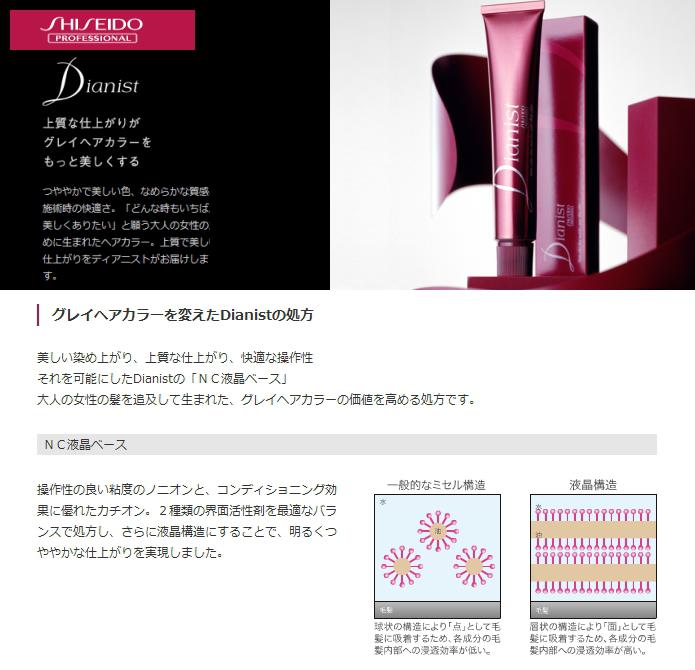 SHISEIDO
PROFESSIONAL
Dianist
上質な仕上がりが
グレイヘアカラーを
もっと美しくする
つややかで美しい色、なめらかな質感
施術時の快適さ。「どんな時もいちば
美しくありたい」と願う大人の女性の
めに生まれたヘアカラー。上質で美し
仕上がりをディアニストがお届けしま
す。
Dianist
Dianist
グレイヘアカラーを変えたDianistの処方
美しい染め上がり、上質な仕上がり、快適な操作性
それを可能にしたDianistの「ＮＣ液晶ベース」
大人の女性の髪を追及して生まれた、グレイヘアカラーの価値を高める処方です。
ＮＣ液晶ベース
操作性の良い粘度のノニオンと、コンディショニング効
果に優れたカチオン。２種類の界面活性剤を最適なバラ
ンスで処方し、さらに液晶構造にすることで、明るくつ
ややかな仕上がりを実現しました。
一般的なミセル構造
水
油
毛髪
球状の構造により「点」として毛
髪に吸着するため、各成分の毛
髪内部への浸透効率が低い。
液晶構造
水
油
毛髪
層状の構造により「面」として毛
髪に吸着するため、各成分の毛
髪内部への浸透効率が高い。